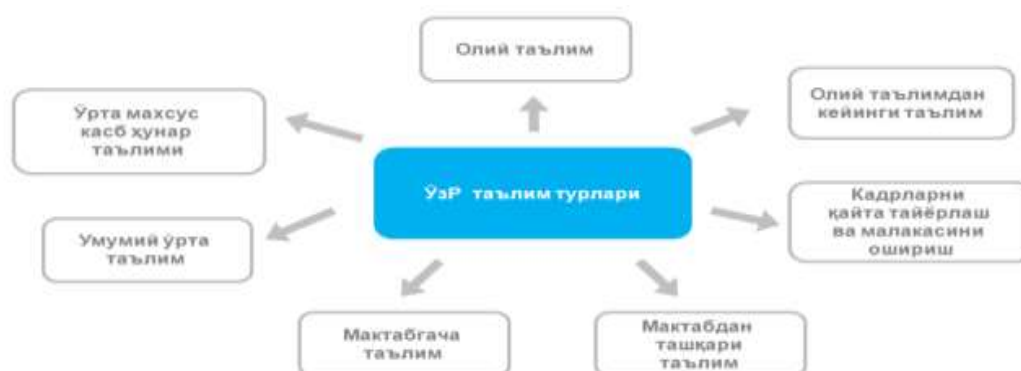 Олий таълим
Ўрта махсус
касб ҳунар
таълими
Олий таълимдан
кейинги таълим
ЎзР таълим турлари
Кадрларни
қайта тайёрлаш
ва малакасини
ошириш
Умумий ўрта
таълим
Мактабгача
таълим
Мактабдан
ташқари
таълим